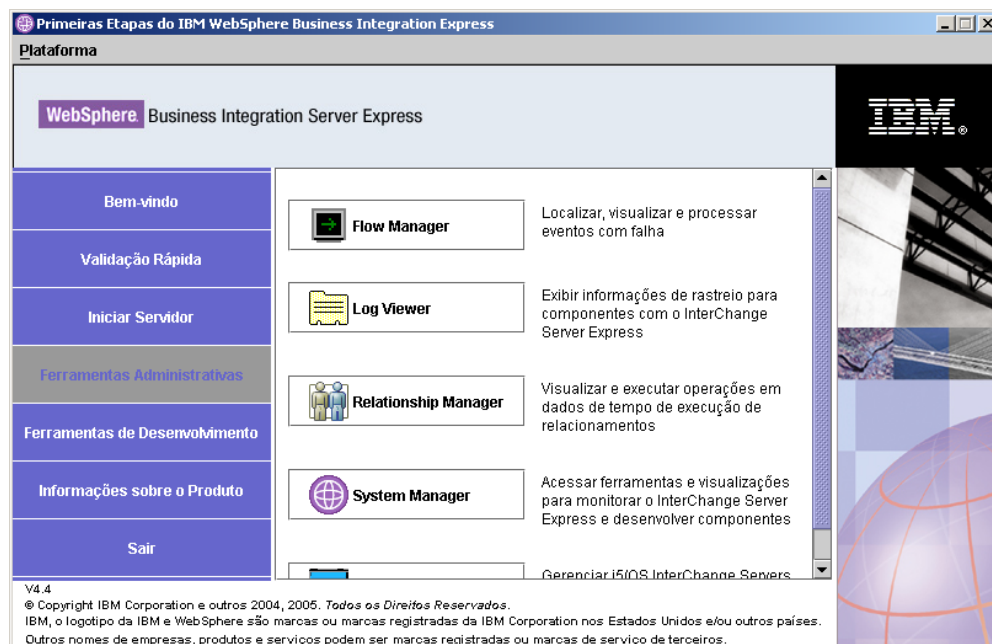 Primeiras Etapas do IBM WebSphere Business Integration Express
Plataforma
WebSphere. Business Integration Server Express
IBM®
Bem-vindo
Validação Rápida
Iniciar Servidor
Ferramentas Administrativas
Ferramentas de Desenvolvimento
Informações sobre o Produto
Sair
Flow Manager
Localizar, visualizar e processar
eventos com falha
Log Viewer
Exibir informações de rastreio para
componentes com o InterChange
Server Express
Relationship Manager
Visualizar e executar operações em
dados de tempo de execução de
relacionamentos
System Manager
Acessar ferramentas e visualizações
para monitorar o InterChange Server
Express e desenvolver componentes
Gerenciar i5/OS InterChange Servers
V4.4
© Copyright IBM Corporation e outros 2004, 2005. Todos os Direitos Reservados.
IBM, o logotipo da IBM e WebSphere são marcas ou marcas registradas da IBM Corporation nos Estados Unidos e/ou outros países.
Outros nomes de empresas, produtos e serviços podem ser marcas registradas ou marcas de serviço de terceiros.